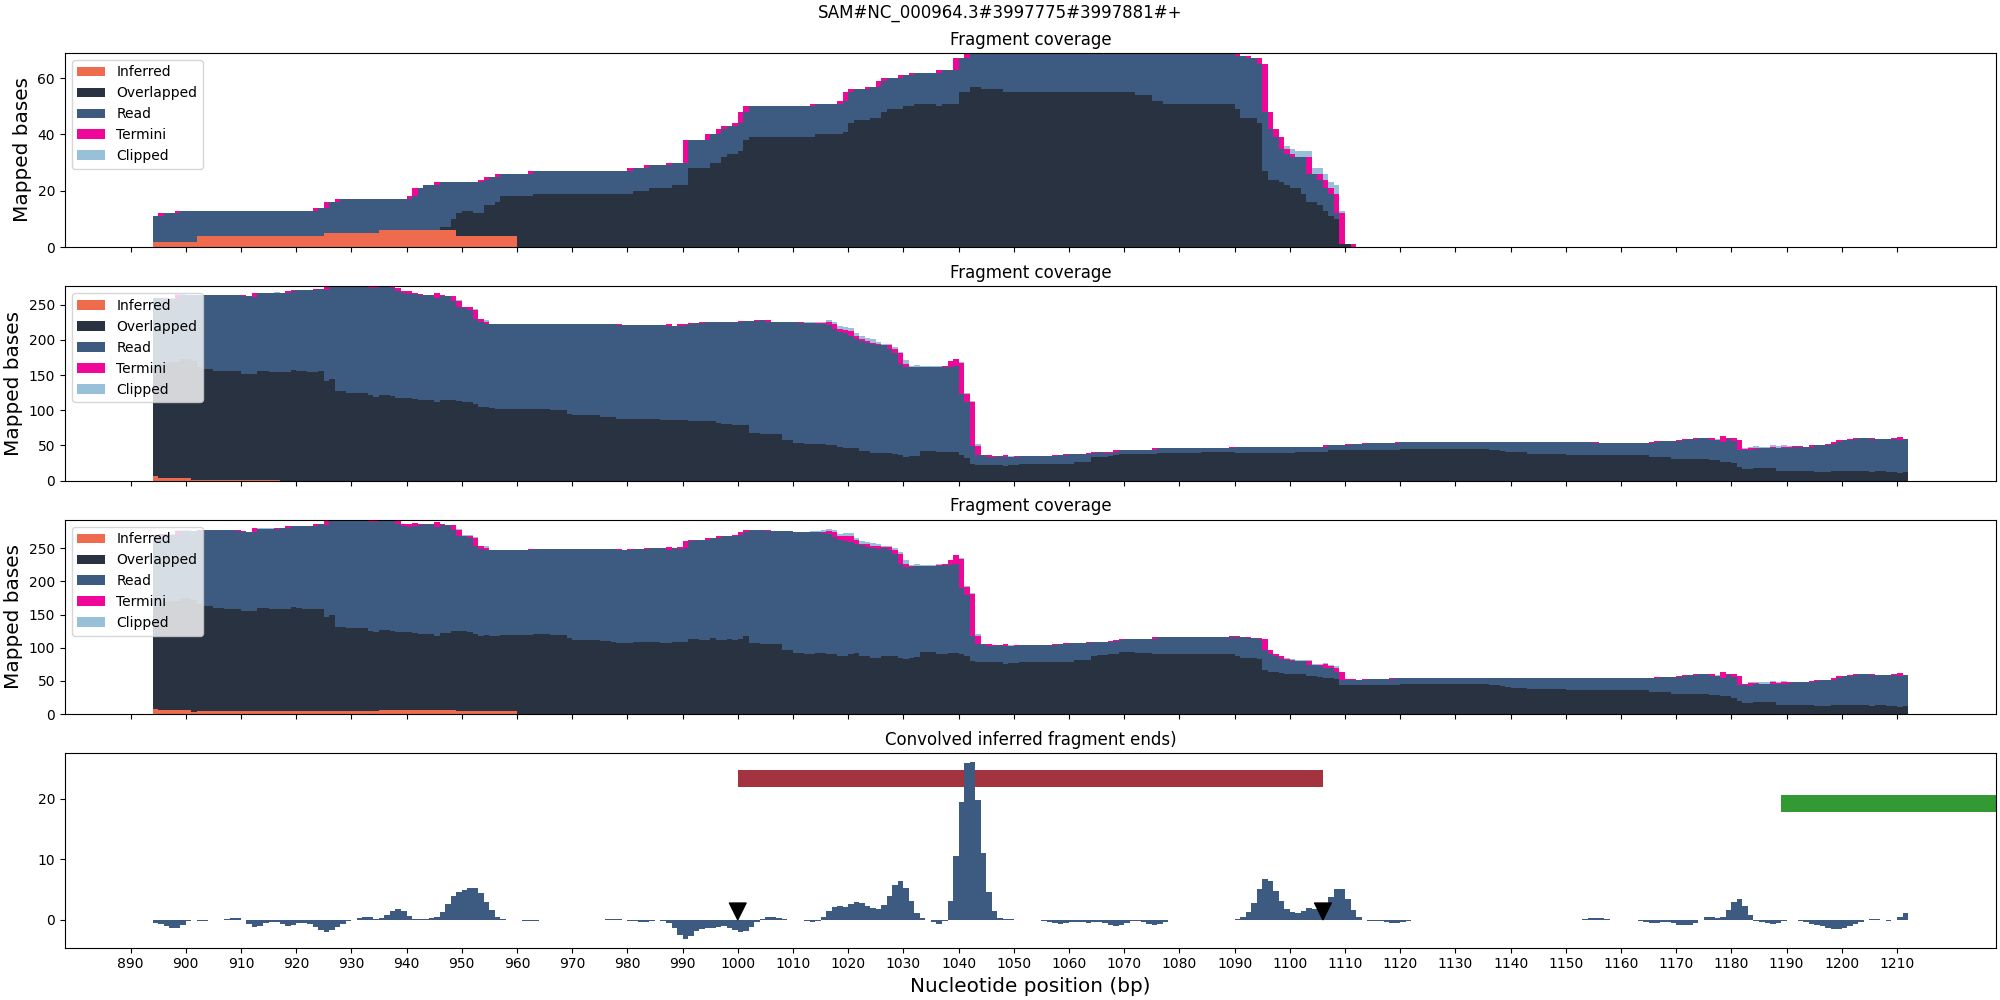 SAM#NC_000964.3#3997775#3997881#+
Fragment coverage
Mapped bases
60
40
20
0
Inferred
Overlapped
Read
Termini
Clipped
Fragment coverage
Mapped bases
250
200
150
100
50
0
Inferred
Overlapped
Read
Termini
Clipped
Fragment coverage
Mapped bases
250
200
150
100
50
0
Inferred
Overlapped
Read
Termini
Clipped
Convolved inferred fragment ends)
20
10
0
890 900 910 920 930 940 950 960 970 980 990 1000 1010 1020 1030 1040 1050 1060 1070 1080 1090 1100 1110 1120 1130 1140 1150 1160 1170 1180 1190 1200 1210
Nucleotide position (bp)